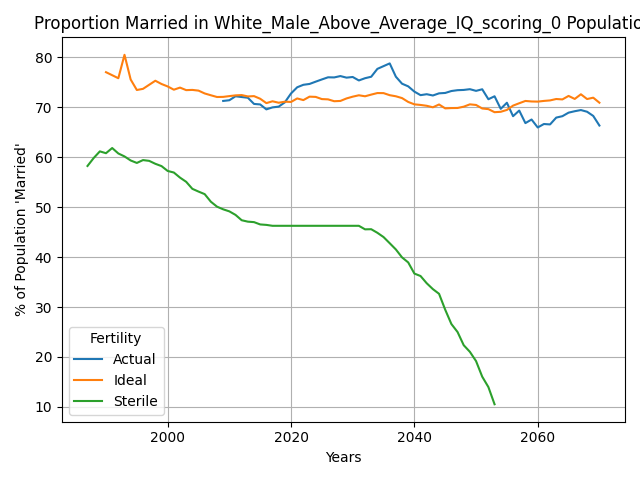 Proportion Married in White_Male_Above_Average_IQ_scoring_0 Populatio
% of Population 'Married'
80
70
60
50
40
30
20
10
Fertility
Actual
Ideal
Sterile
2000 2020 2040 2060
Years